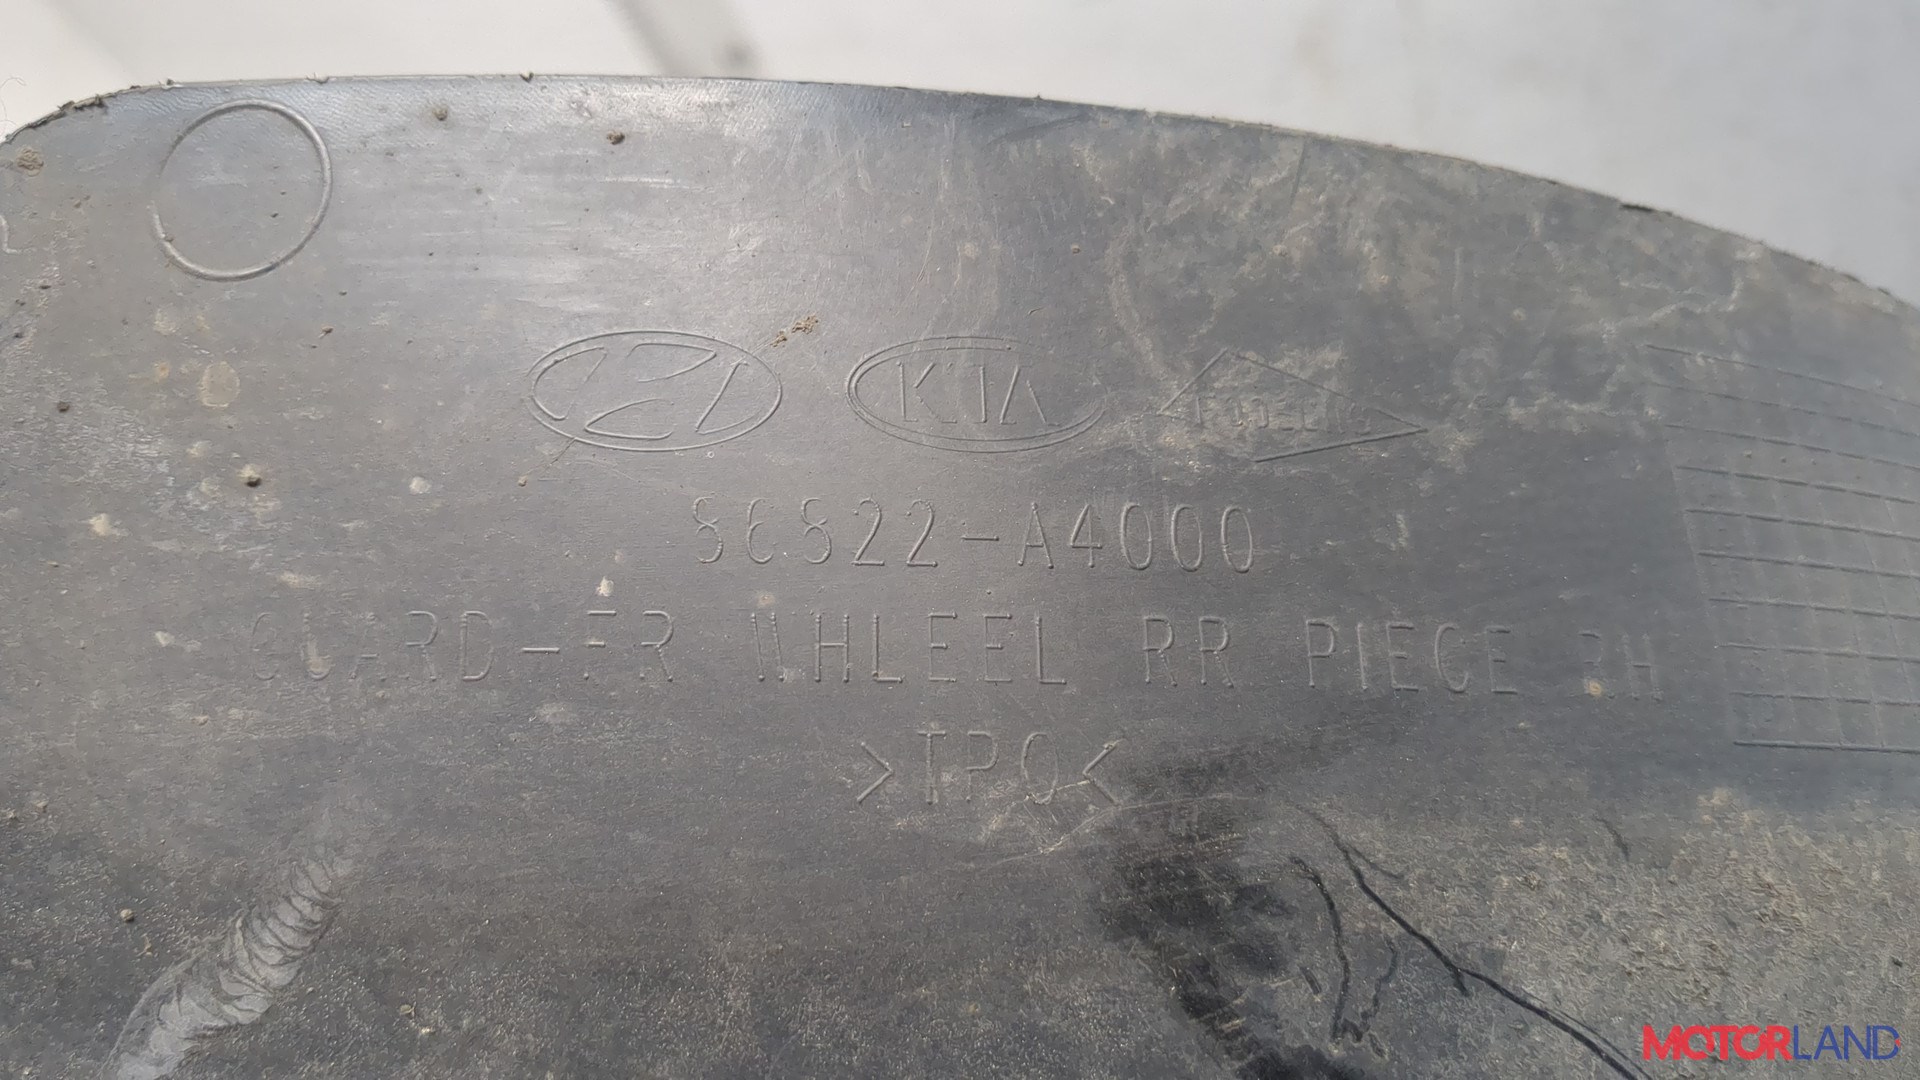 KIA
86822-A4000
GUARD-FR WHLEEL RR PIECE RH
>TPO<
MOTORLAND